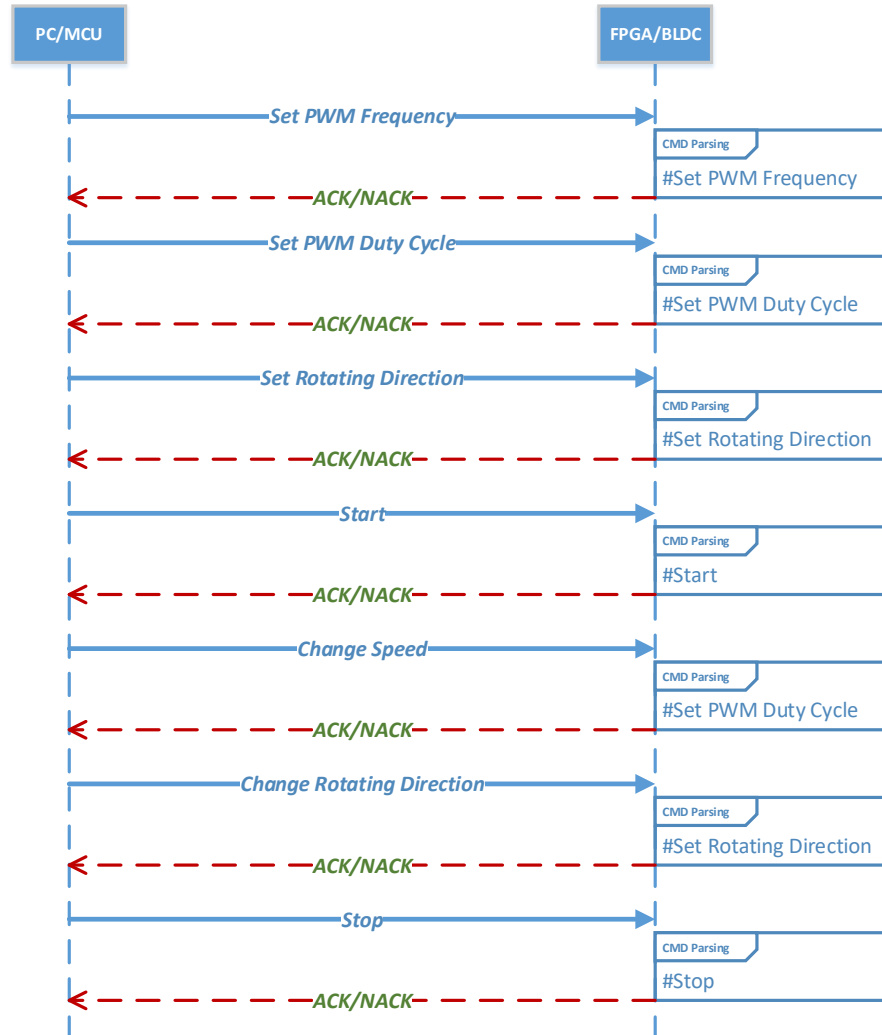 PC/MCU
FPGA/BLDC
Set PWM Frequency
CMD Parsing
#Set PWM Frequency
ACK/NACK
Set PWM Duty Cycle
CMD Parsing
#Set PWM Duty Cycle
ACK/NACK
Set Rotating Direction
CMD Parsing
#Set Rotating Direction
ACK/NACK
Start
CMD Parsing
#Start
ACK/NACK
Change Speed
CMD Parsing
#Set PWM Duty Cycle
ACK/NACK
Change Rotating Direction
CMD Parsing
#Set Rotating Direction
ACK/NACK
Stop
CMD Parsing
#Stop
ACK/NACK